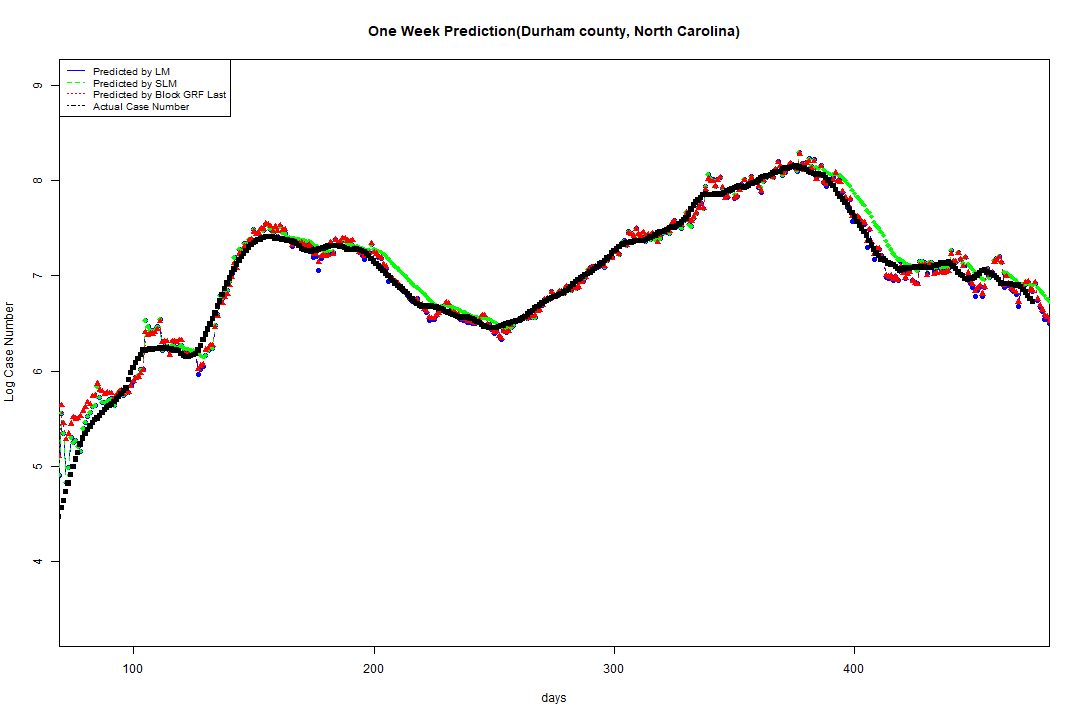 One Week Prediction(Durham county, North Carolina)
Predicted by LM
Predicted by SLM
Predicted by Block GRF Last
Actual Case Number
9
8
7
6
5
4
Log Case Number
100 200 300 400
days